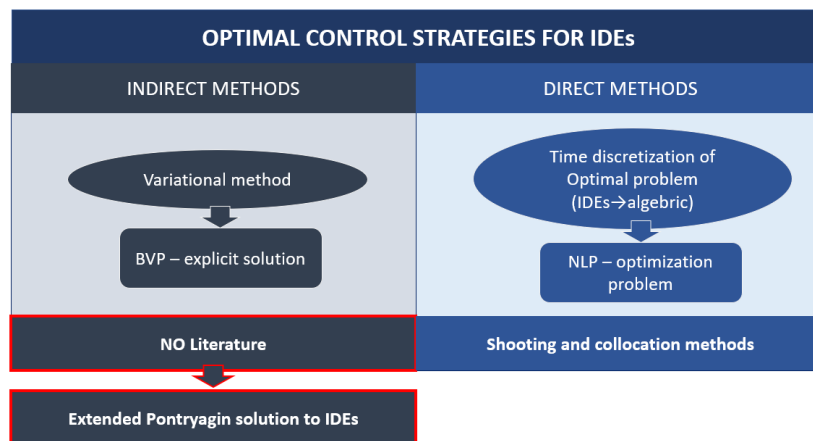 OPTIMAL CONTROL STRATEGIES FOR IDEs
INDIRECT METHODS
DIRECT METHODS
Variational method
BVP – explicit solution
Time discretization of
Optimal problem
(IDEs→algebric)
NLP – optimization
problem
NO Literature
Shooting and collocation methods
Extended Pontryagin solution to IDEs